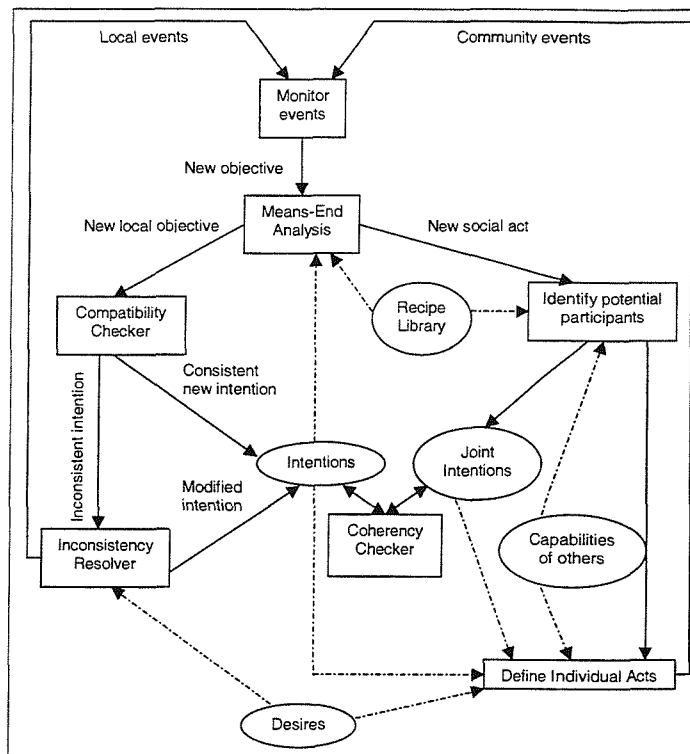 Local events
Community events
Monitor
events
New objective
Means-End
Analysis
New local objective
New social act
Compatibility
Checker
Recipe
Library
Identify potential
participants
Consistent
new intention
Inconsistent intention
Intentions
Joint
Intentions
Modified
intention
Coherency
Checker
Capabilities
of others
Inconsistency
Resolver
Define Individual Acts
Desires